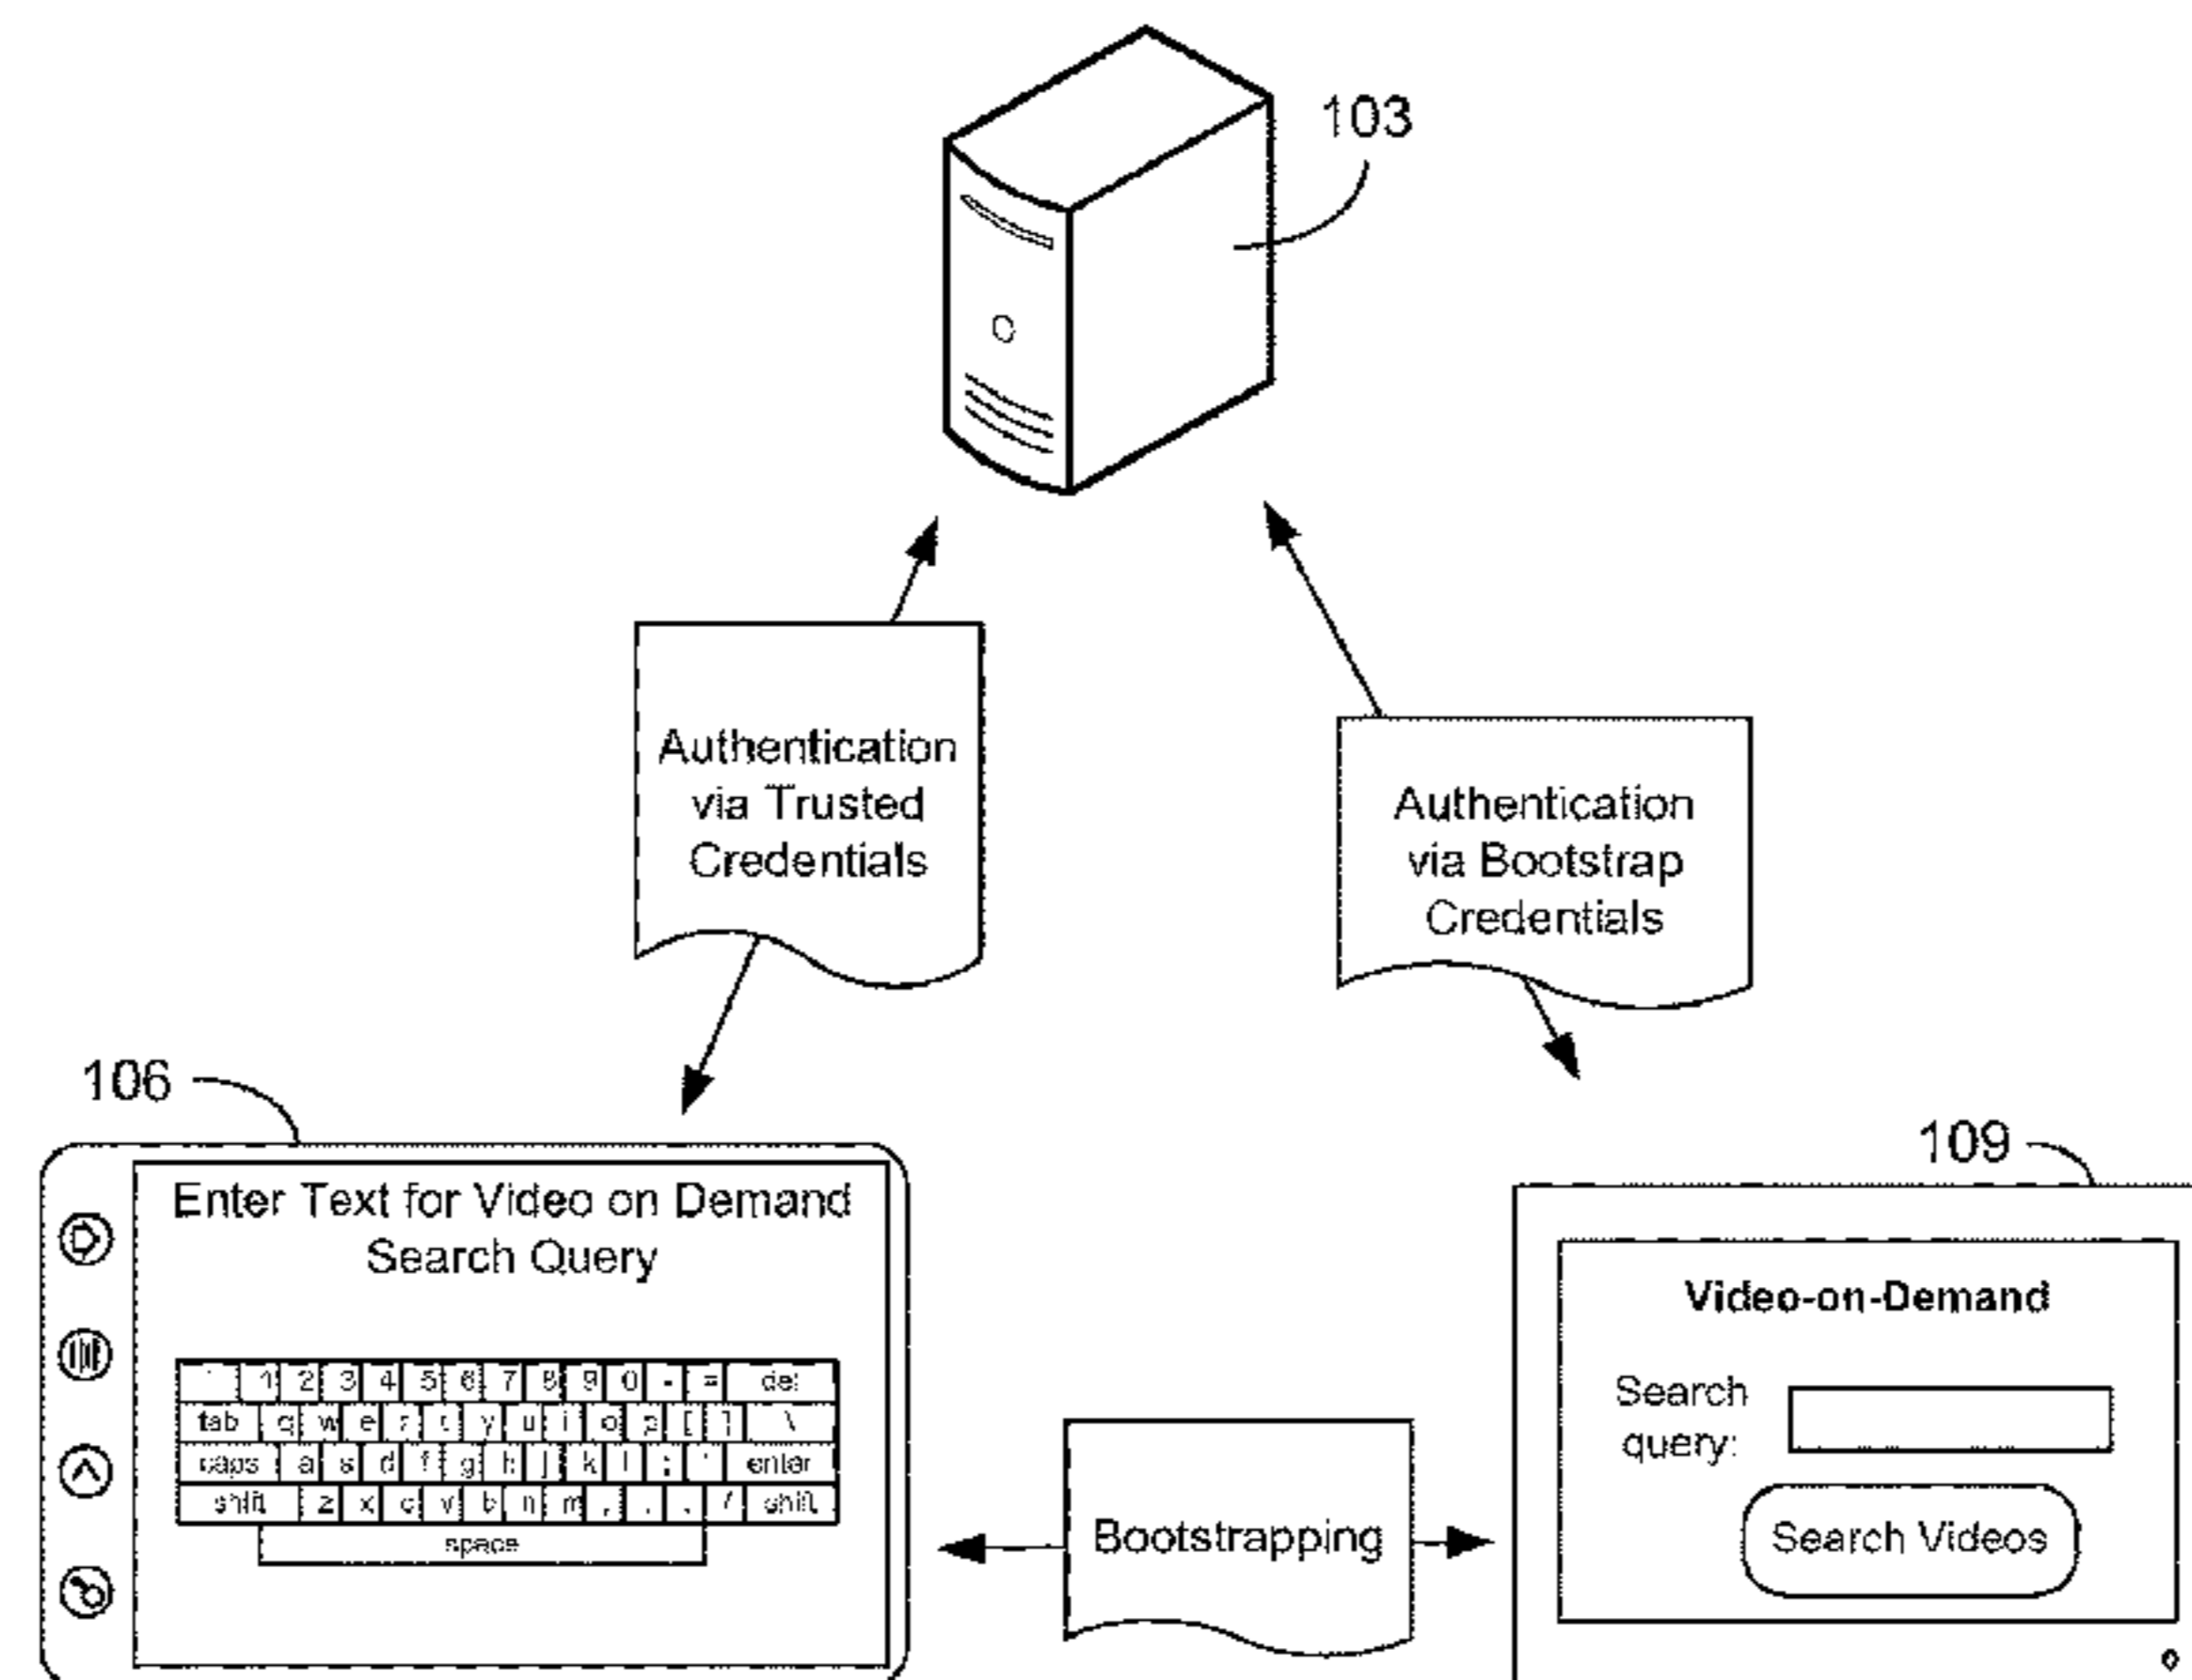 103
Authentication
via Trusted
Credentials
Authentication
via Bootstrap
Credentials
106
109
Enter Text for Video on Demand
Search Query
1 2 3 4 5 6 7 8 9 0 - = del
tab q w e r t y u i o p [ ] \
caps a s d f g h j k l ; ' enter
shift z x c v b n m , . / shift
space
Bootstrapping
Video-on-Demand
Search
query:
Search Videos